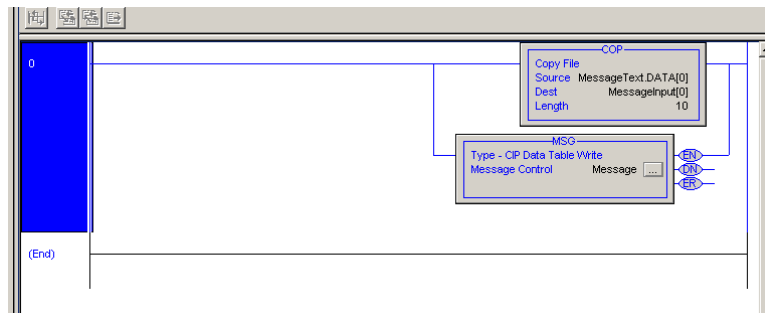 0
COP
Copy File
Source MessageText.DATA[0]
Dest MessageInput[0]
Length 10
MSG
Type - CIP Data Table Write
Message Control Message ...
EN
DN
ER
(End)